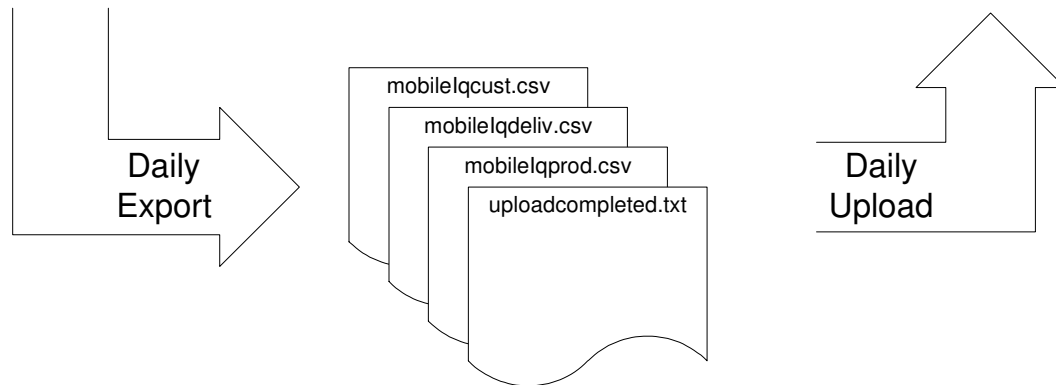 mobileIqcust.csv
mobileIqdeliv.csv
mobileIqprod.csv
uploadcompleted.txt
Daily
Export
Daily
Upload